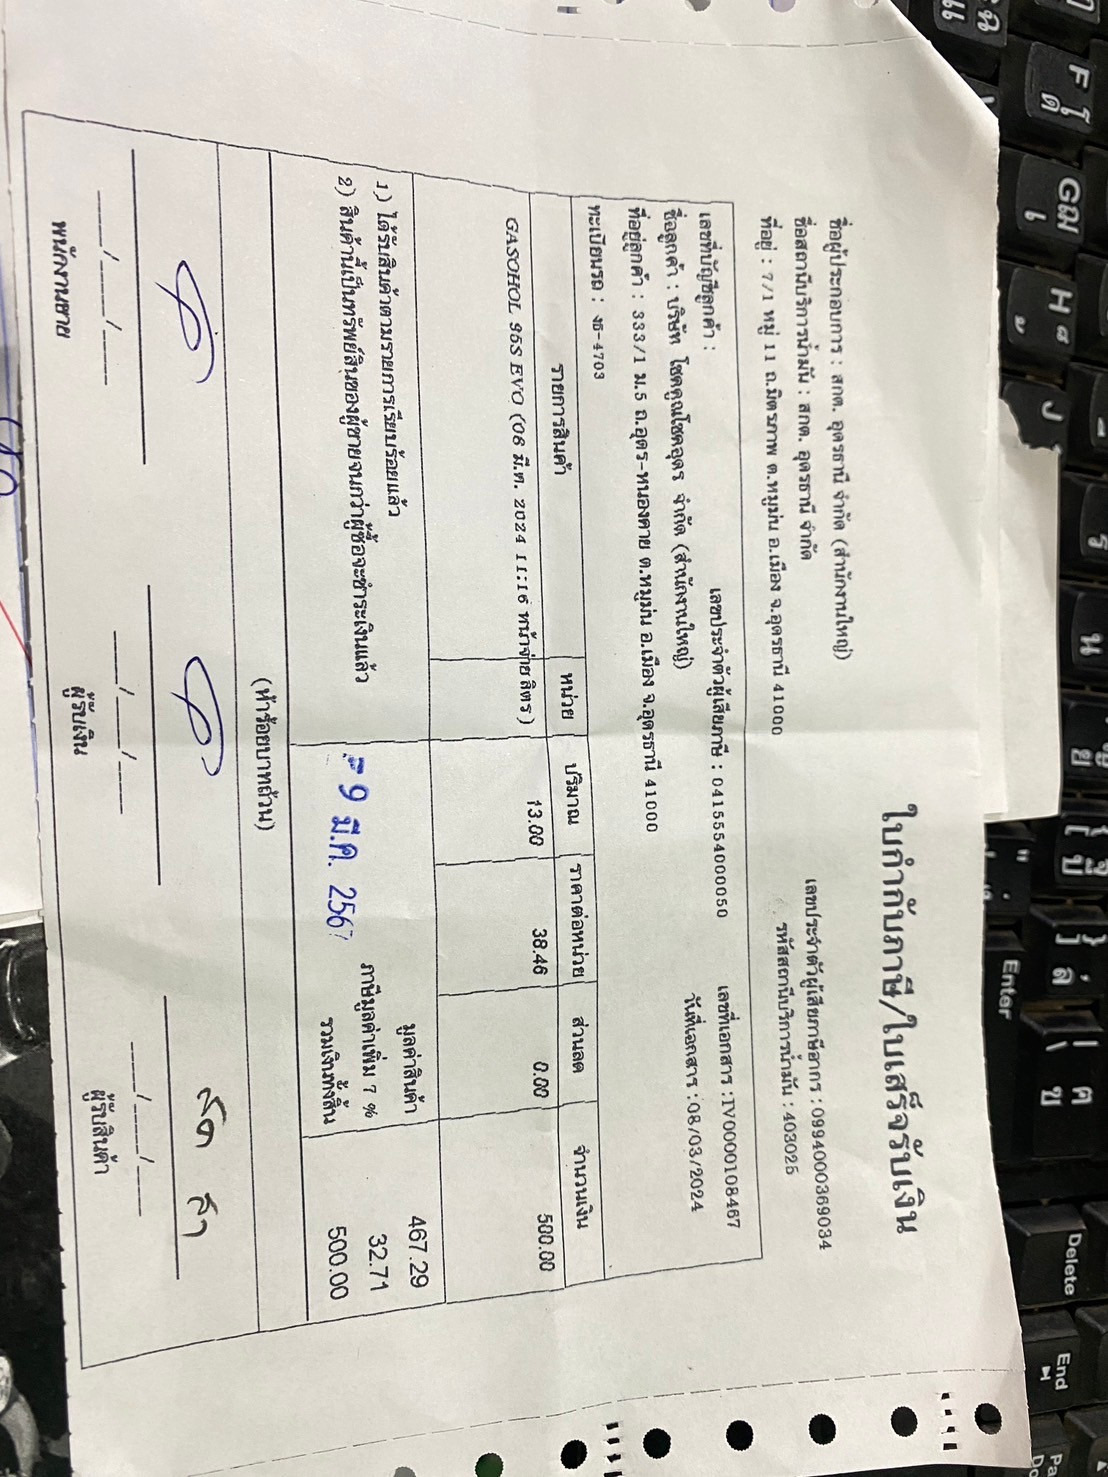 ใบกำกับภาษี/ใบเสร็จรับเงิน
ชื่อผู้ประกอบการ : สกต. อุดรธานี จำกัด (สำนักงานใหญ่) เลขประจำตัวผู้เสียภาษีอากร : 0994000369034
ชื่อสถานีบริการน้ำมัน : สกต. อุดรธานี จำกัด รหัสสถานีบริการน้ำมัน : 403025
ที่อยู่ : 77/1 หมู่ 11 ถ.มิตรภาพ ต.หมูม่น อ.เมือง จ.อุดรธานี 41000
เลขที่บัญชีลูกค้า : เลขประจำตัวผู้เสียภาษี : 0415554000050 เลขที่เอกสาร :IV0000108467
ชื่อลูกค้า : บริษัท โชคคูณโชคอุดร จำกัด (สำนักงานใหญ่) วันที่เอกสาร :08/03/2024
ที่อยู่ลูกค้า : 333/1 ม.5 ถ.อุดร-หนองคาย ต.หมูม่น อ.เมือง จ.อุดรธานี 41000
ทะเบียนรถ : งธ-4703
รายการสินค้า หน่วย ปริมาณ ราคาต่อหน่วย ส่วนลด จำนวนเงิน
GASOHOL 95S EVO (08 มี.ค. 2024 11:16 หน้าจ่าย ลิตร) 13.00 38.46 0.00 500.00
1.) ได้รับสินค้าตามรายการเรียบร้อยแล้ว มูลค่าสินค้า 467.29
2) สินค้านี้เป็นทรัพย์สินของผู้ขายจนกว่าผู้ซื้อจะชำระเงินแล้ว ภาษีมูลค่าเพิ่ม 7 % 32.71
9 มี.ค. 2567 รวมเงินทั้งสิ้น 500.00
(ห้าร้อยบาทถ้วน)
___/___/___ ___/___/___ ___/___/___
พนักงานขาย ผู้รับเงิน ผู้รับสินค้า
F
G
H
J
Enter
Delete
End